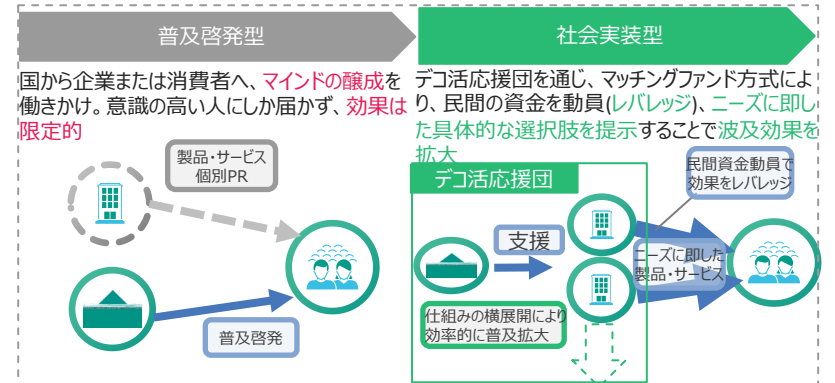 普及啓発型
社会実装型
国から企業または消費者へ、マインドの醸成を
働きかけ。意識の高い人にしか届かず、効果は
限定的
デコ活応援団を通じ、マッチングファンド方式によ
り、民間の資金を動員(レバレッジ)、ニーズに即し
た具体的な選択肢を提示することで波及効果を
拡大
製品・サービス
個別PR
普及啓発
デコ活応援団
支援
仕組みの横展開により
効率的に普及拡大
民間資金動員で
効果をレバレッジ
ニーズに即した
製品・サービス